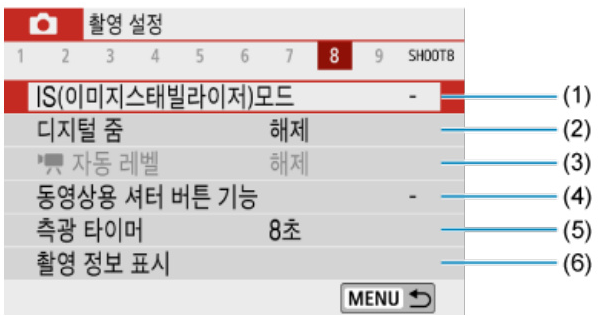 촬영 설정
1 2 3 4 5 6 7 8 9 SHOOT8
IS(이미지스태빌라이저)모드 - (1)
디지털 줌 해제 (2)
자동 레벨 해제 (3)
동영상용 셔터 버튼 기능 - (4)
측광 타이머 8초 (5)
촬영 정보 표시 (6)
MENU